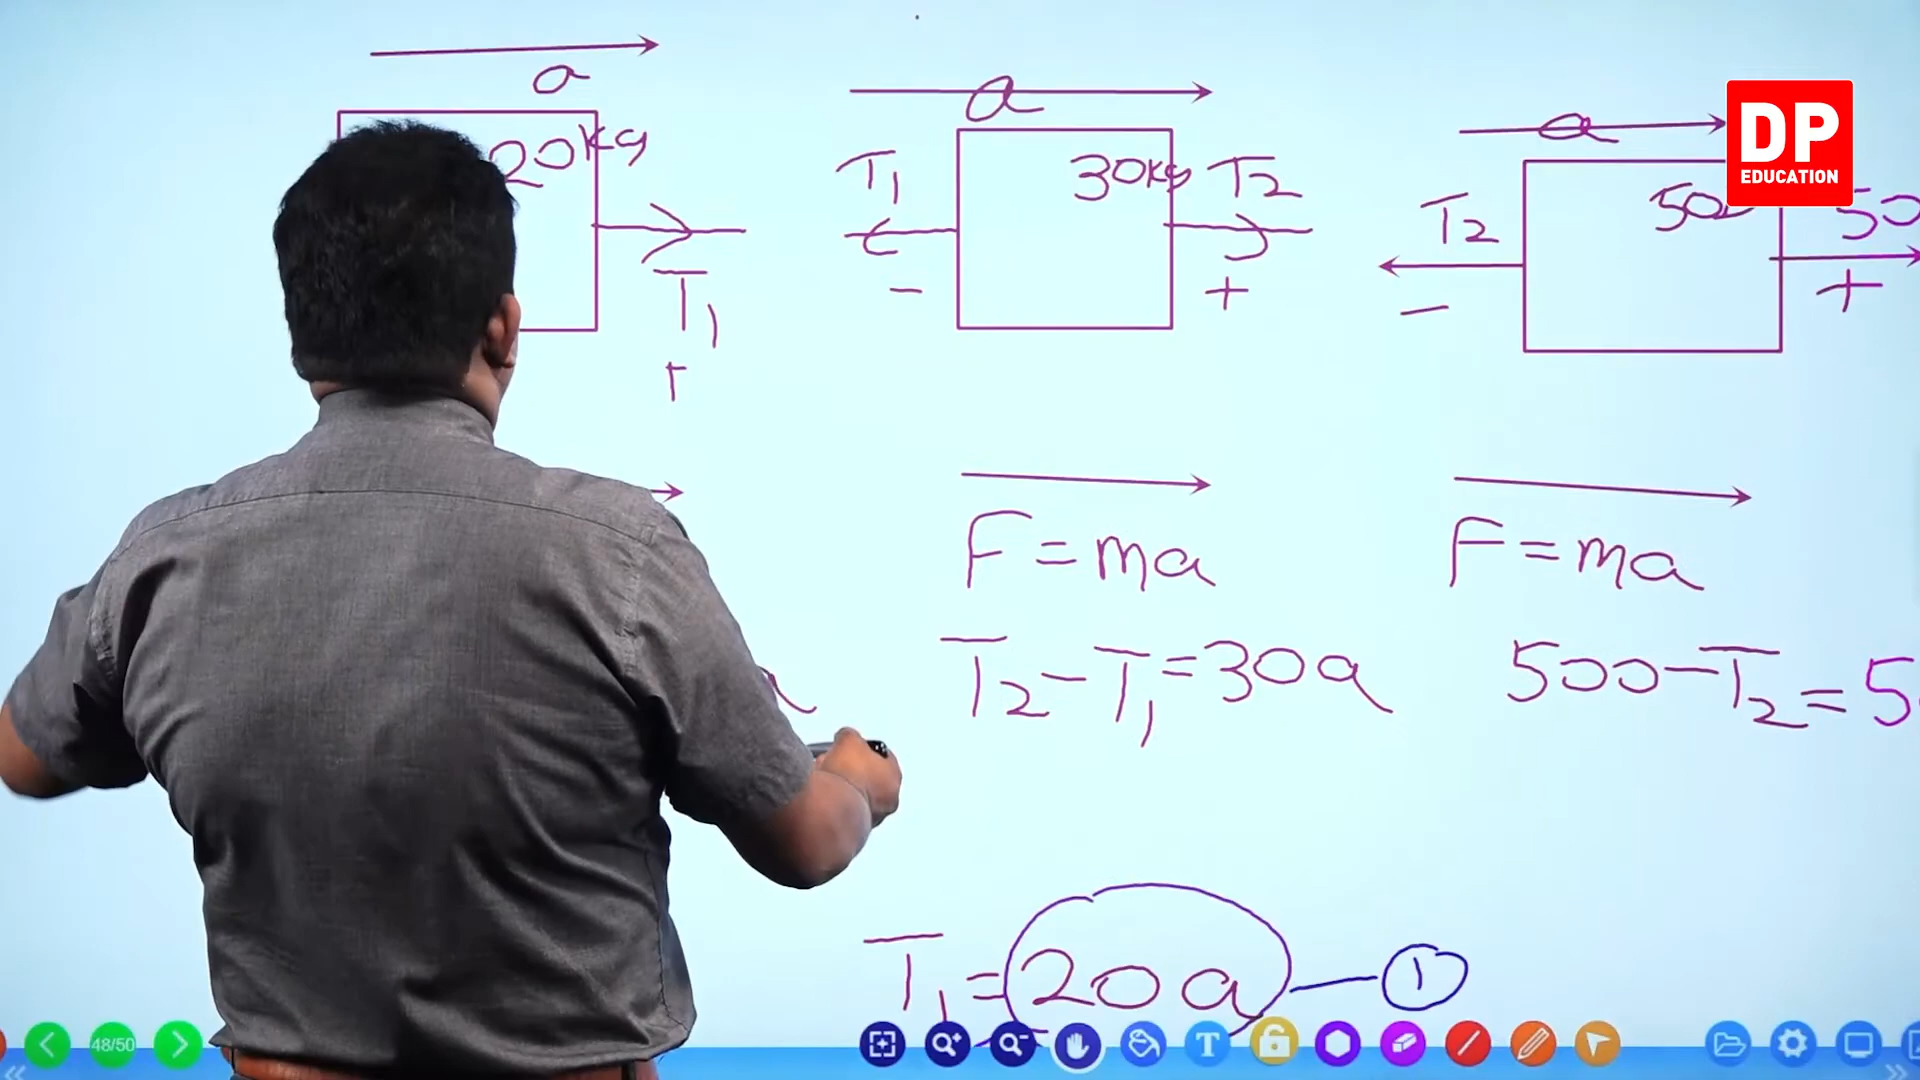 a
a
a
DP
EDUCATION
20kg
T1
30kg
T2
T2
50
T1
-
+
-
+
F=ma
F=ma
T2-T1=30a
500-T2=5
T1=20a — 1
48/50
T